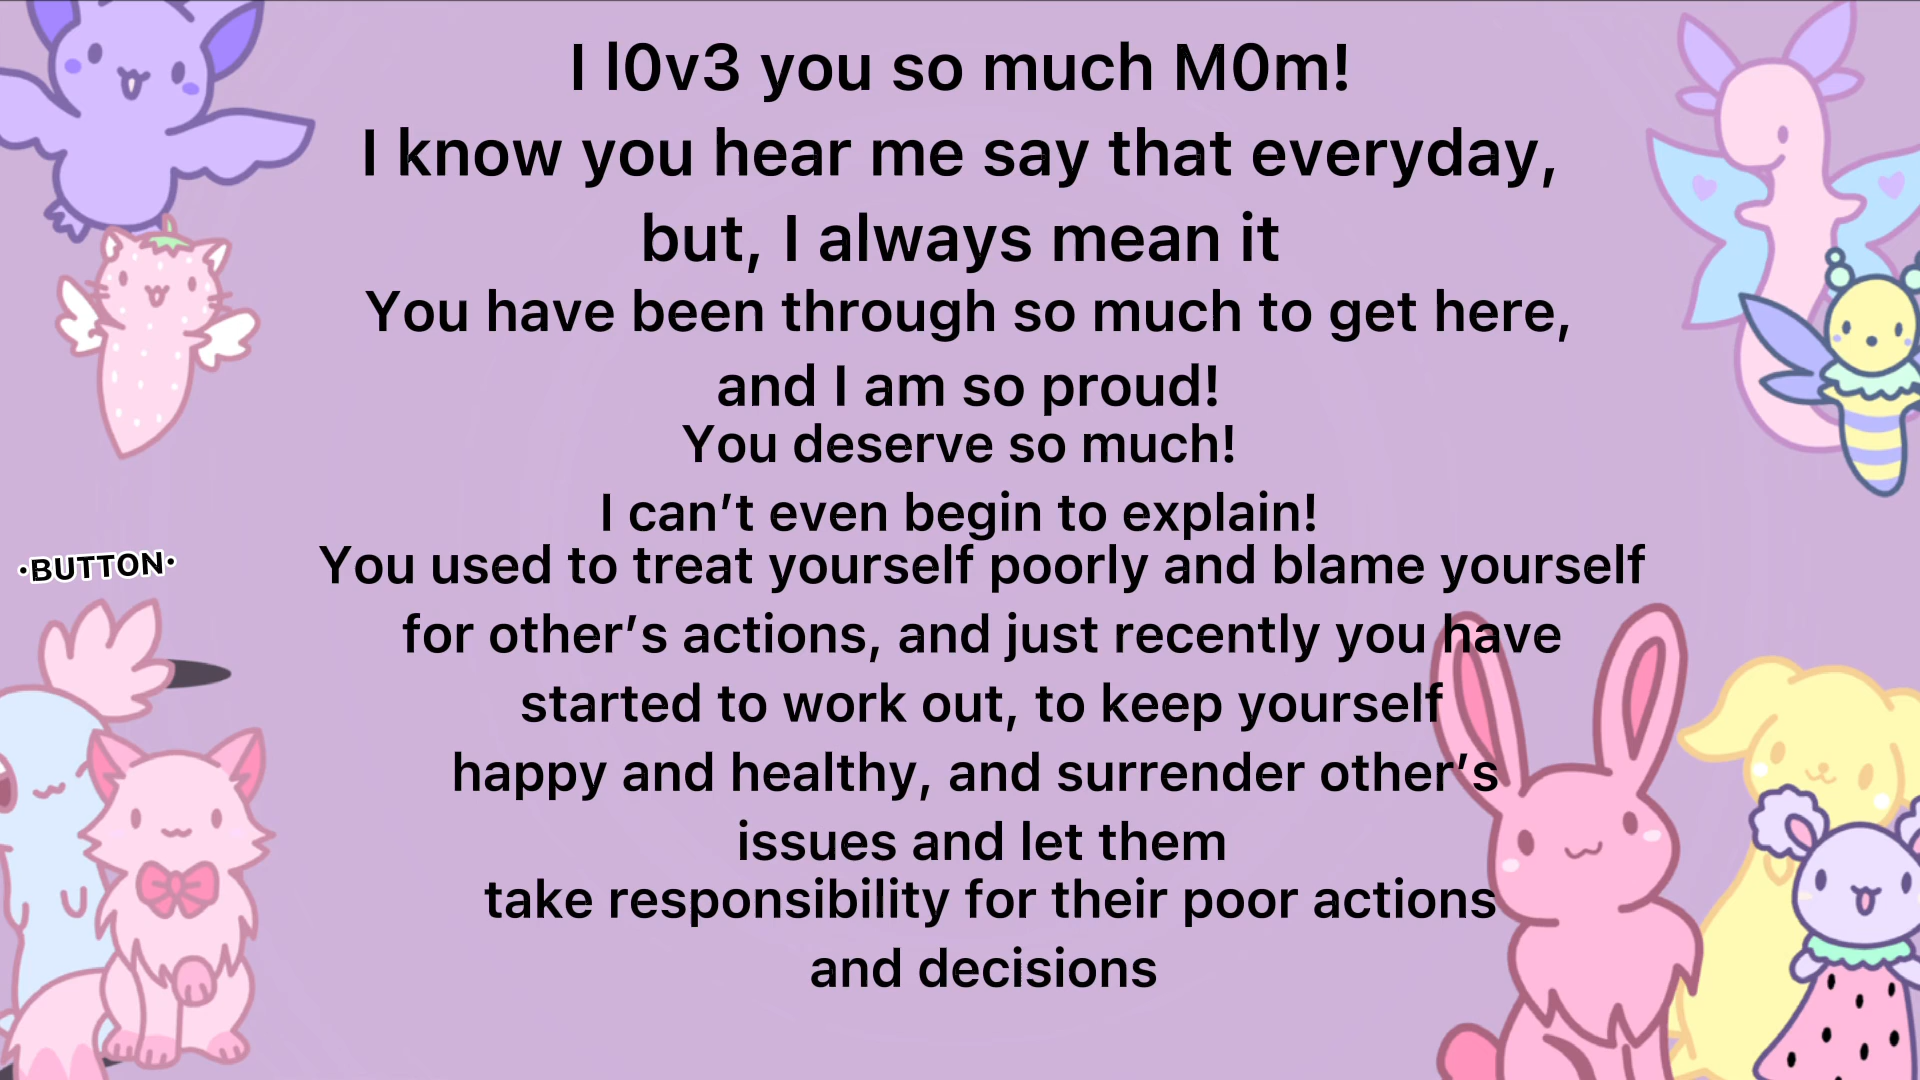 I l0v3 you so much M0m!
I know you hear me say that everyday,
but, I always mean it
You have been through so much to get here,
and I am so proud!
You deserve so much!
I can’t even begin to explain!
You used to treat yourself poorly and blame yourself
for other’s actions, and just recently you have
started to work out, to keep yourself
happy and healthy, and surrender other’s
issues and let them
take responsibility for their poor actions
and decisions
·BUTTON·